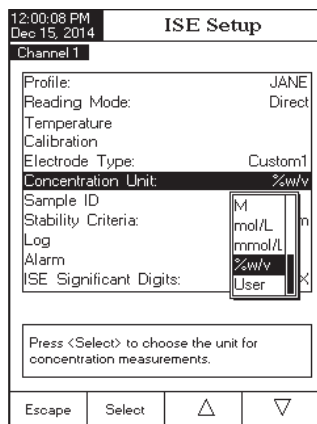 12:00:08 PM
Dec 15, 2014
ISE Setup
Channel 1
Profile: JANE
Reading Mode: Direct
Temperature
Calibration
Electrode Type: Custom1
Concentration Unit: %w/v
Sample ID
Stability Criteria:
Log
Alarm
ISE Significant Digits:
M
mol/L
mmol/L
%w/v
User
Press <Select> to choose the unit for
concentration measurements.
Escape Select